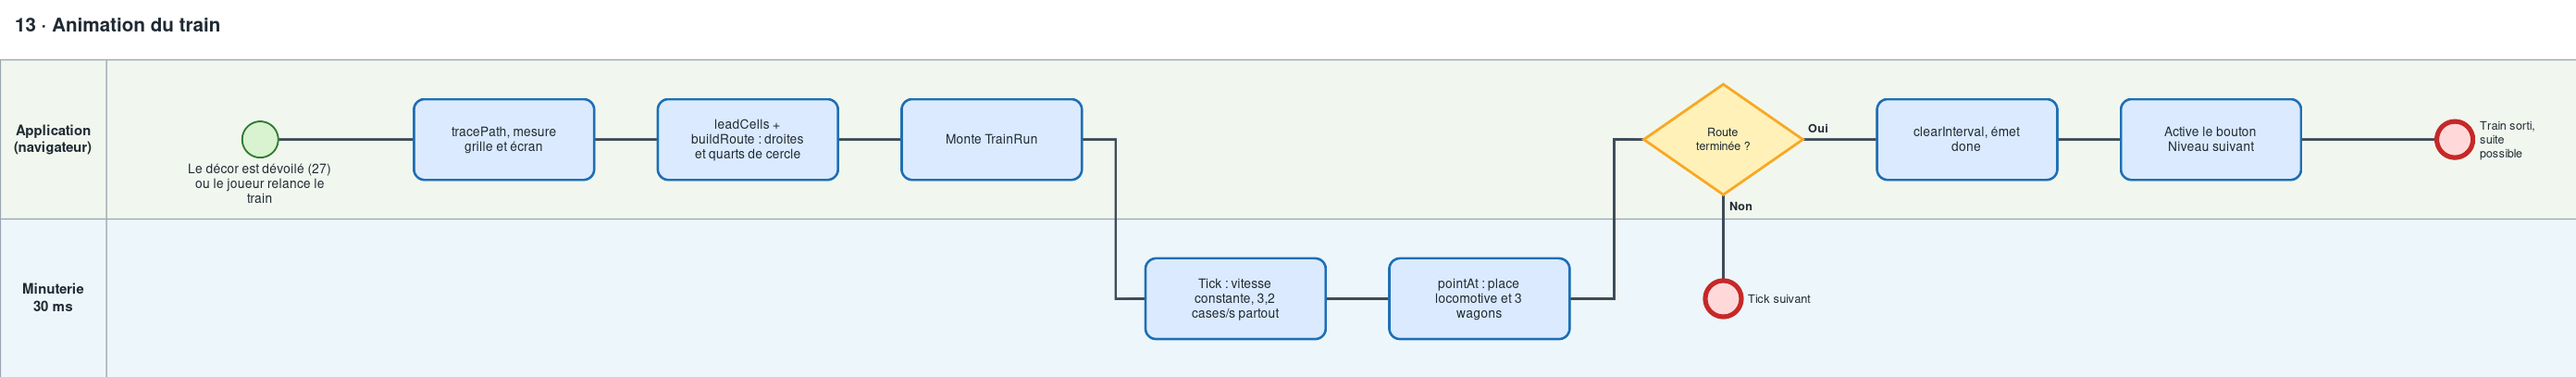 13 · Animation du train
Application
(navigateur)
Le décor est dévoilé (27)
ou le joueur relance le
train
tracePath, mesure
grille et écran
leadCells +
buildRoute : droites
et quarts de cercle
Monte TrainRun
Route
terminée ?
Oui
Non
clearInterval, émet
done
Active le bouton
Niveau suivant
Train sorti,
suite
possible
Minuterie
30 ms
Tick : vitesse
constante, 3,2
cases/s partout
pointAt : place
locomotive et 3
wagons
Tick suivant